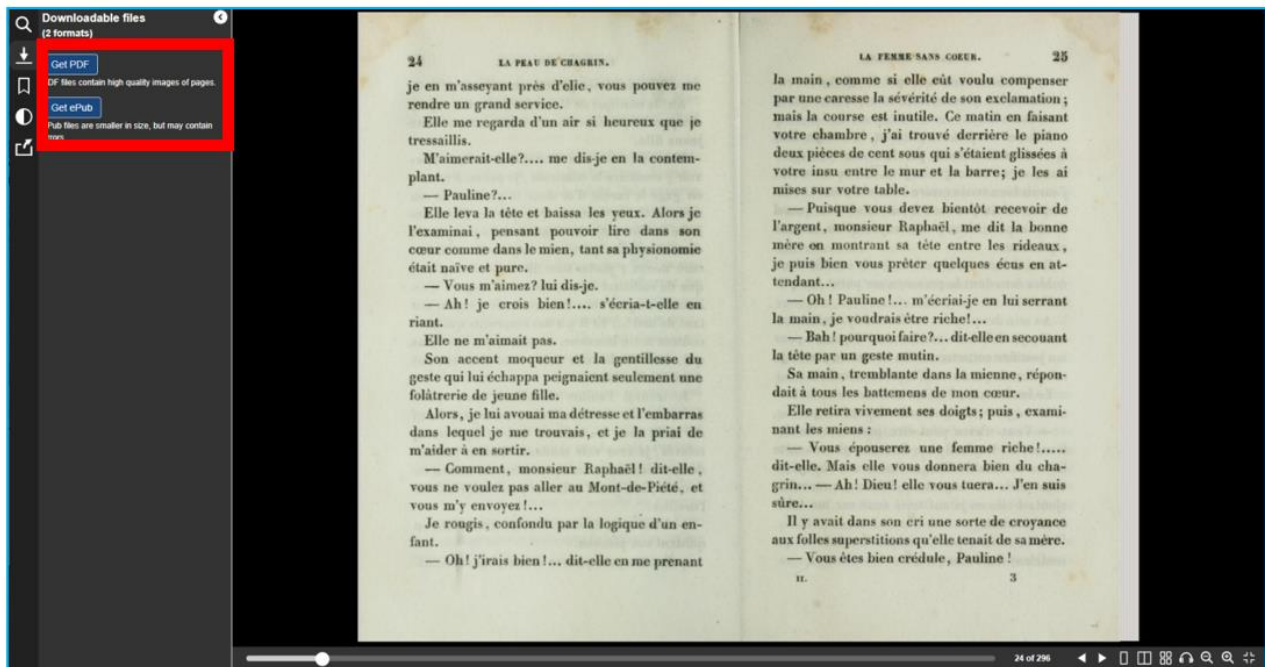 Downloadable files
(2 formats)
Get PDF
PDF files contain high quality images of pages.
Get ePub
ePub files are smaller in size, but may contain
errors
24
LA PEAU DE CHAGRIN.
je en m'asseyant près d'elle, vous pouvez me
rendre un grand service.
Elle me regarda d'un air si heureux que je
tressaillis.
M'aimerait-elle?.... me dis-je en la contem-
plant.
— Pauline?...
Elle leva la tête et baissa les yeux. Alors je
l'examinai, pensant pouvoir lire dans son
cœur comme dans le mien, tant sa physionomie
était naïve et pure.
— Vous m'aimez? lui dis-je.
— Ah! je crois bien!.... s'écria-t-elle en
riant.
Elle ne m'aimait pas.
Son accent moqueur et la gentillesse du
geste qui lui échappa peignaient seulement une
folâtrerie de jeune fille.
Alors, je lui avouai ma détresse et l'embarras
dans lequel je me trouvais, et je la priai de
m'aider à en sortir.
— Comment, monsieur Raphaël! dit-elle,
vous ne voulez pas aller au Mont-de-Piété, et
vous m'y envoyez!...
Je rougis, confondu par la logique d'un en-
fant.
— Oh! j'irais bien!... dit-elle en me prenant
LA FEMME SANS COEUR.
25
la main, comme si elle eût voulu compenser
par une caresse la sévérité de son exclamation;
mais la course est inutile. Ce matin en faisant
votre chambre, j'ai trouvé derrière le piano
deux pièces de cent sous qui s'étaient glissées à
votre insu entre le mur et la barre; je les ai
mises sur votre table.
— Puisque vous devez bientôt recevoir de
l'argent, monsieur Raphaël, me dit la bonne
mère en montrant sa tête entre les rideaux,
je puis bien vous prêter quelques écus en at-
tendant...
— Oh! Pauline!... m'écriai-je en lui serrant
la main, je voudrais être riche!...
— Bah! pourquoi faire?... dit-elle en secouant
la tête par un geste mutin.
Sa main, tremblante dans la mienne, répon-
dait à tous les battemens de mon cœur.
Elle retira vivement ses doigts; puis, exami-
nant les miens:
— Vous épouserez une femme riche!.....
dit-elle. Mais elle vous donnera bien du cha-
grin... — Ah! Dieu! elle vous tuera... J'en suis
sûre...
Il y avait dans son cri une sorte de croyance
aux folles superstitions qu'elle tenait de sa mère.
— Vous êtes bien crédule, Pauline!
II.
3
24 of 296